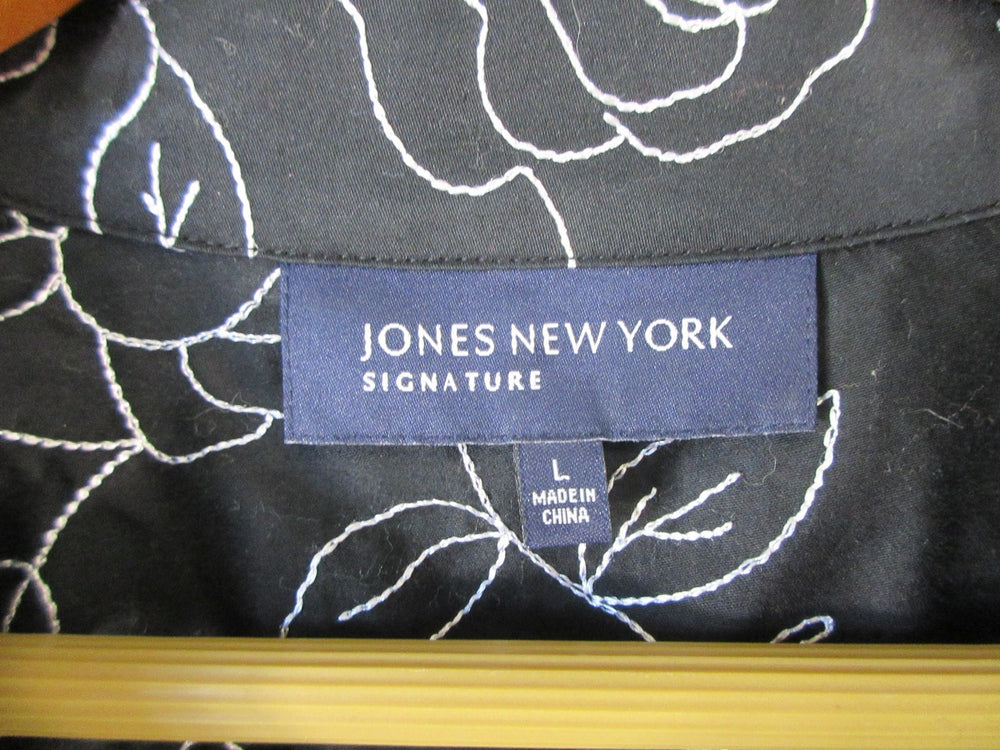 JONES NEW YORK
SIGNATURE
L
MADE IN
CHINA